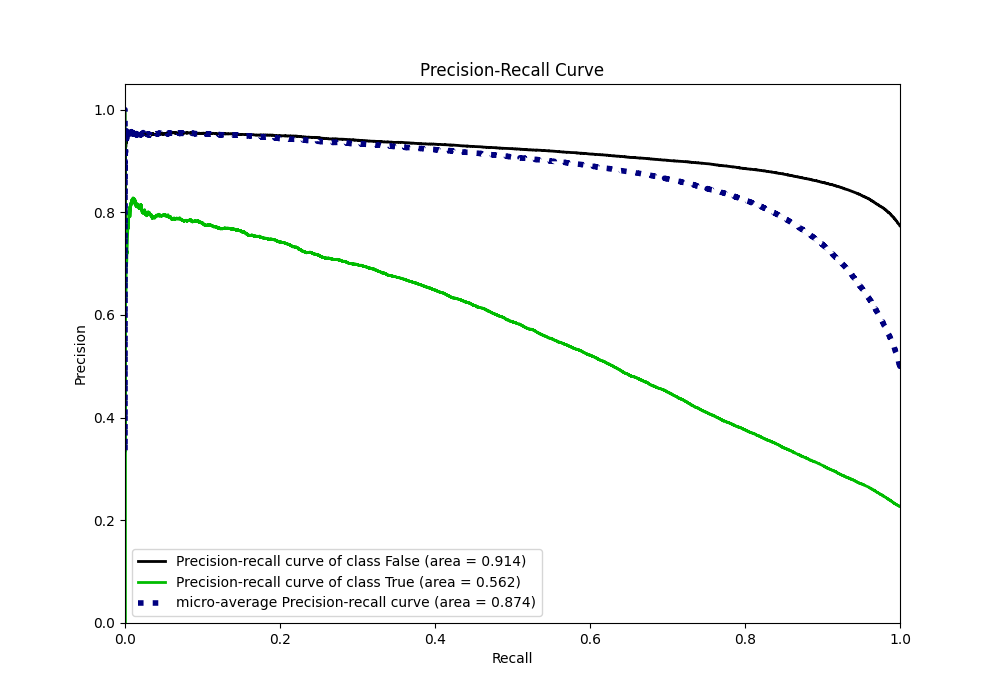 Precision-Recall Curve
1.0
0.8
0.6
0.4
0.2
0.0
Precision
Precision-recall curve of class False (area = 0.914)
Precision-recall curve of class True (area = 0.562)
micro-average Precision-recall curve (area = 0.874)
0.0 0.2 0.4 0.6 0.8 1.0
Recall